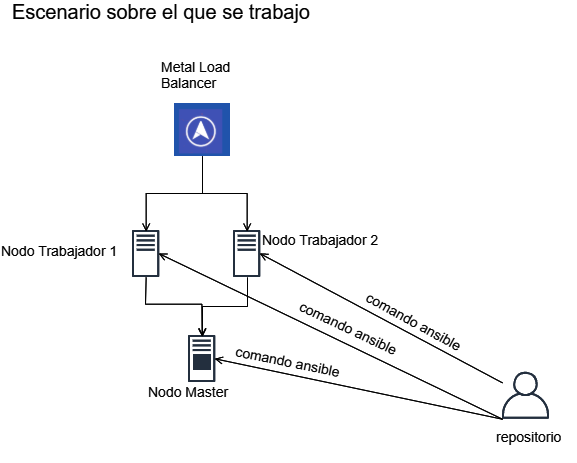 Escenario sobre el que se trabajo
Metal Load
Balancer
Nodo Trabajador 1
Nodo Trabajador 2
comando ansible
comando ansible
comando ansible
Nodo Master
repositorio